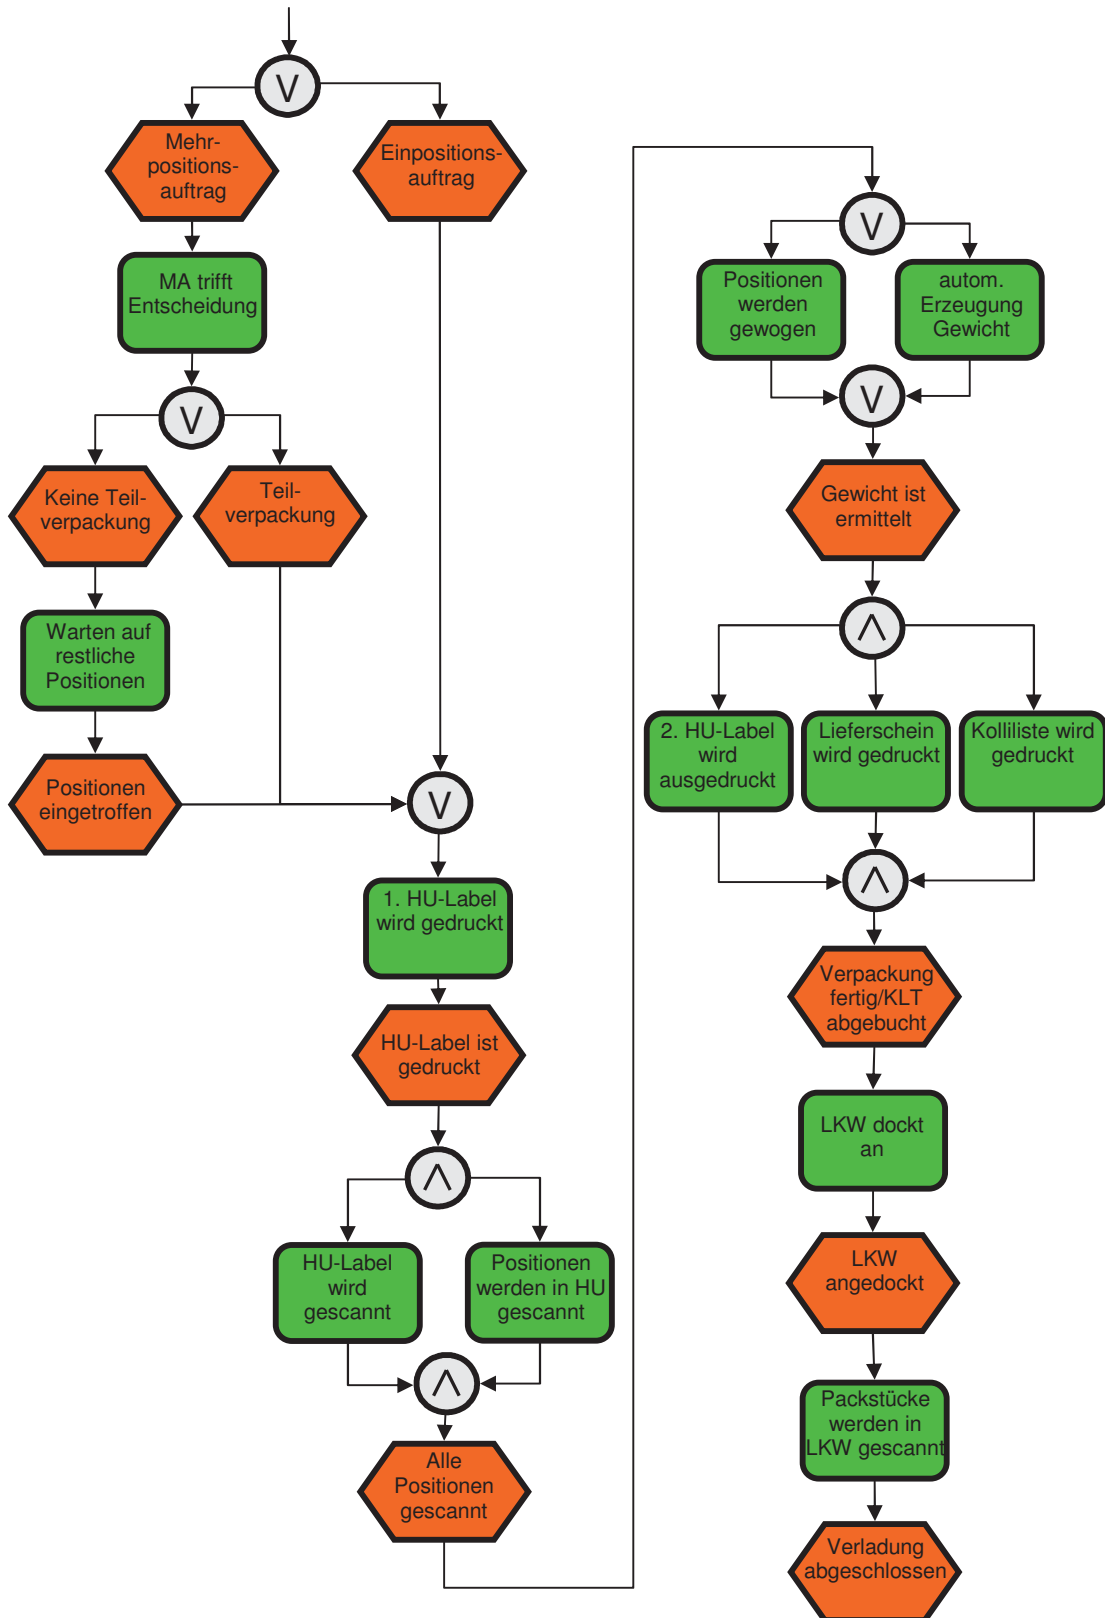 V
Mehr-
positions-
auftrag
Einpositions-
auftrag
MA trifft
Entscheidung
V
Keine Teil-
verpackung
Teil-
verpackung
Warten auf
restliche
Positionen
Positionen
eingetroffen
V
1. HU-Label
wird gedruckt
HU-Label ist
gedruckt
Λ
HU-Label
wird
gescannt
Positionen
werden in HU
gescannt
Λ
Alle
Positionen
gescannt
V
Positionen
werden
gewogen
autom.
Erzeugung
Gewicht
V
Gewicht ist
ermittelt
Λ
2. HU-Label
wird
ausgedruckt
Lieferschein
wird gedruckt
Kolliliste wird
gedruckt
Λ
Verpackung
fertig/KLT
abgebucht
LKW dockt
an
LKW
angedockt
Packstücke
werden in
LKW gescannt
Verladung
abgeschlossen